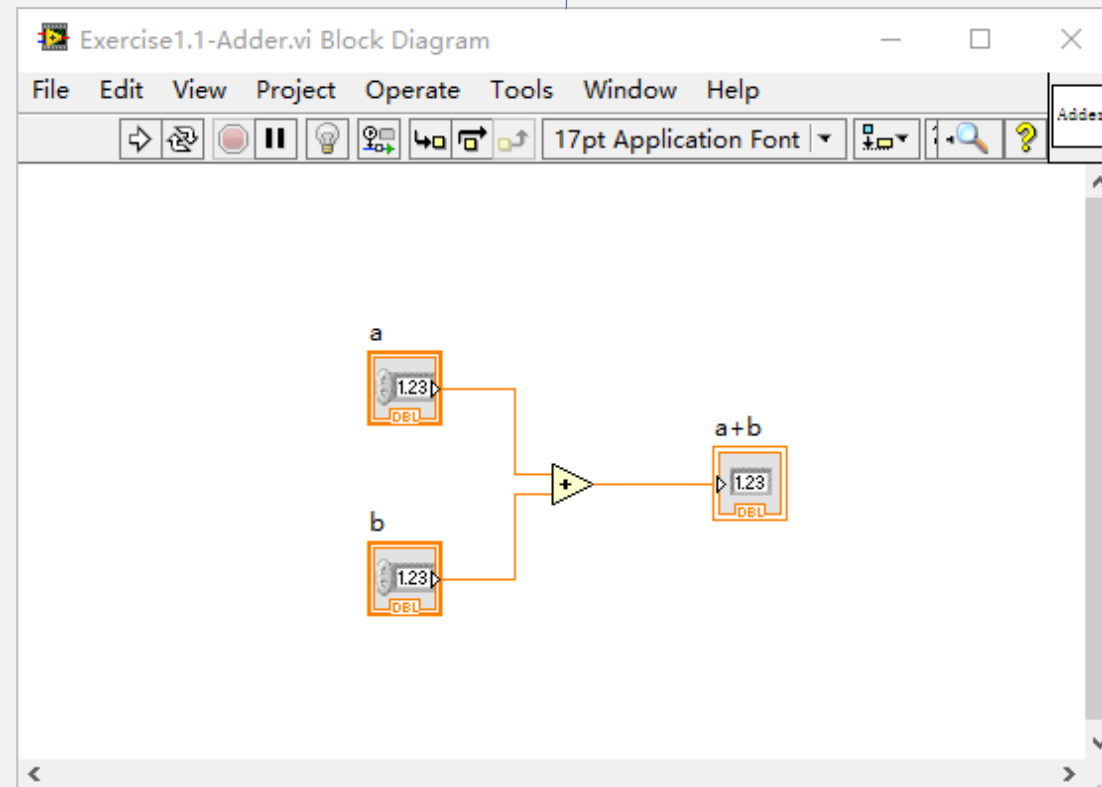 Exercise1.1-Adder.vi Block Diagram
File Edit View Project Operate Tools Window Help
17pt Application Font
Adder
a
1.23
DBL
a+b
+
1.23
DBL
b
1.23
DBL